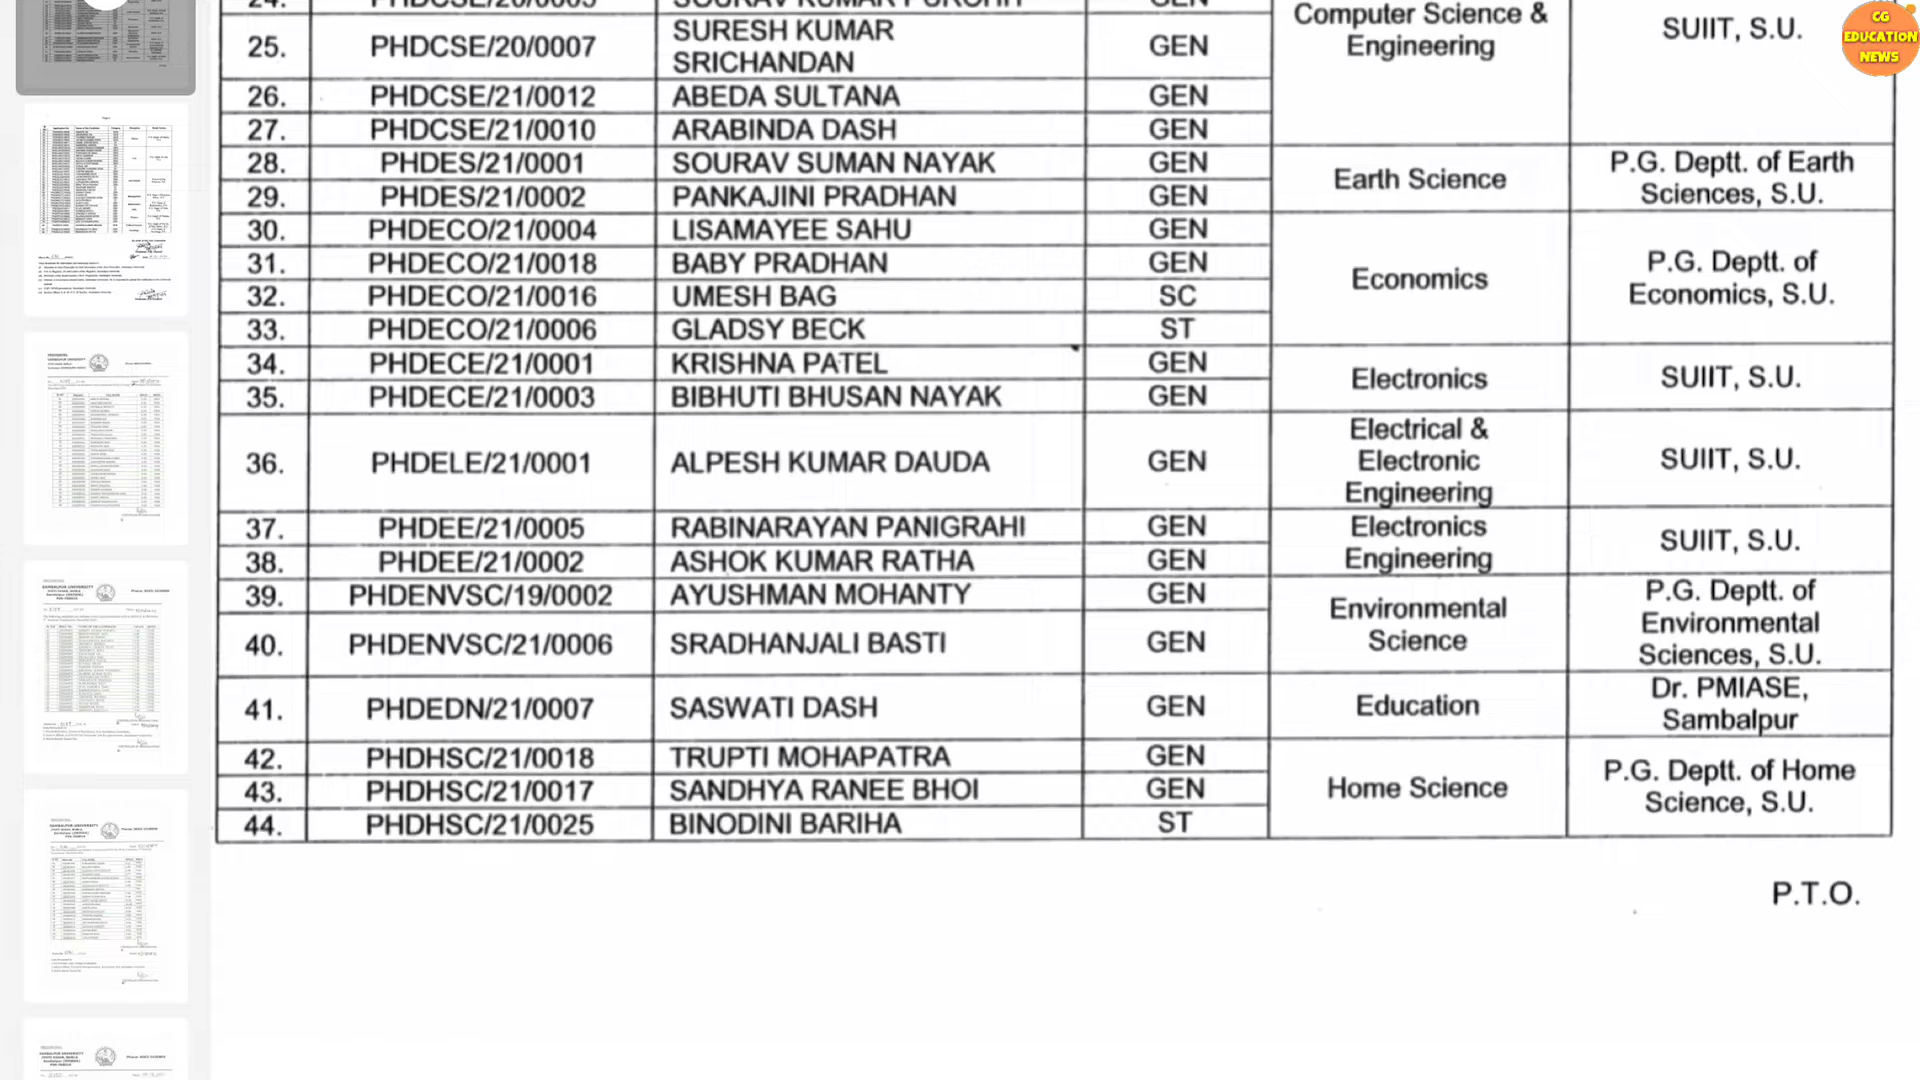 24. PHDCSE/20/0005 SOURAV KUMAR PUROHIT GEN
Computer Science &
Engineering
SUIIT, S.U.
25. PHDCSE/20/0007 SURESH KUMAR
SRICHANDAN GEN
26. PHDCSE/21/0012 ABEDA SULTANA GEN
27. PHDCSE/21/0010 ARABINDA DASH GEN
28. PHDES/21/0001 SOURAV SUMAN NAYAK GEN
29. PHDES/21/0002 PANKAJINI PRADHAN GEN
Earth Science
P.G. Deptt. of Earth
Sciences, S.U.
30. PHDECO/21/0004 LISAMAYEE SAHU GEN
31. PHDECO/21/0018 BABY PRADHAN GEN
32. PHDECO/21/0016 UMESH BAG SC
33. PHDECO/21/0006 GLADSY BECK ST
Economics
P.G. Deptt. of
Economics, S.U.
34. PHDECE/21/0001 KRISHNA PATEL GEN
35. PHDECE/21/0003 BIBHUTI BHUSAN NAYAK GEN
Electronics
SUIIT, S.U.
36. PHDELE/21/0001 ALPESH KUMAR DAUDA GEN
Electrical &
Electronic
Engineering
SUIIT, S.U.
37. PHDEE/21/0005 RABINARAYAN PANIGRAHI GEN
38. PHDEE/21/0002 ASHOK KUMAR RATHA GEN
Electronics
Engineering
SUIIT, S.U.
39. PHDENVSC/19/0002 AYUSHMAN MOHANTY GEN
40. PHDENVSC/21/0006 SRADHANJALI BASTI GEN
Environmental
Science
P.G. Deptt. of
Environmental
Sciences, S.U.
41. PHDEDN/21/0007 SASWATI DASH GEN
Education
Dr. PMIASE,
Sambalpur
42. PHDHSC/21/0018 TRUPTI MOHAPATRA GEN
43. PHDHSC/21/0017 SANDHYA RANEE BHOI GEN
44. PHDHSC/21/0025 BINODINI BARIHA ST
Home Science
P.G. Deptt. of Home
Science, S.U.
P.T.O.
CG
EDUCATION
NEWS